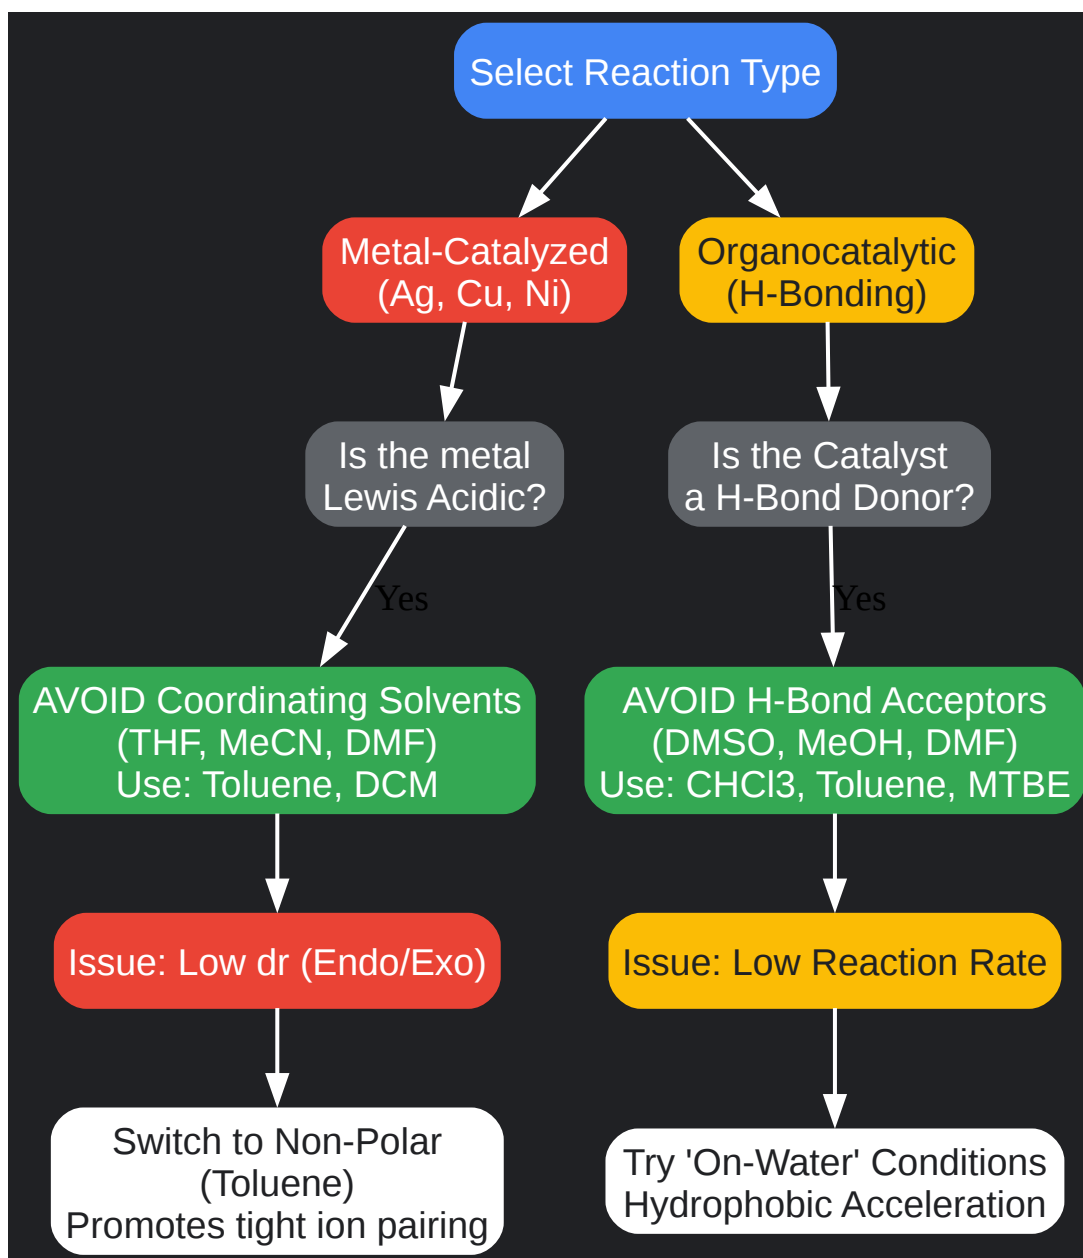 Select Reaction Type
Metal-Catalyzed
(Ag, Cu, Ni)
Organocatalytic
(H-Bonding)
Is the metal
Lewis Acidic?
Is the Catalyst
a H-Bond Donor?
Yes
Yes
AVOID Coordinating Solvents
(THF, MeCN, DMF)
Use: Toluene, DCM
AVOID H-Bond Acceptors
(DMSO, MeOH, DMF)
Use: CHCl3, Toluene, MTBE
Issue: Low dr (Endo/Exo)
Issue: Low Reaction Rate
Switch to Non-Polar
(Toluene)
Promotes tight ion pairing
Try 'On-Water' Conditions
Hydrophobic Acceleration